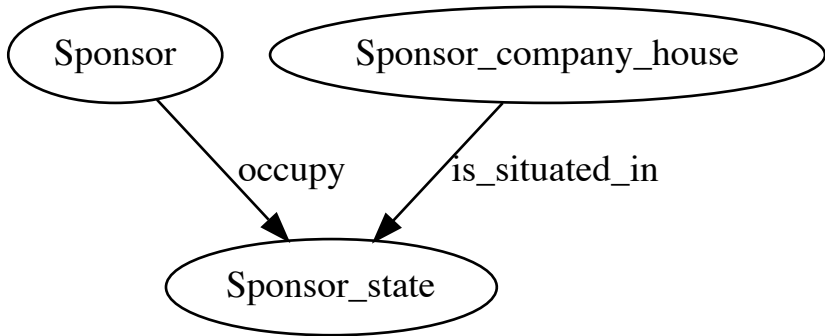 Sponsor
Sponsor_company_house
occupy
is_situated_in
Sponsor_state